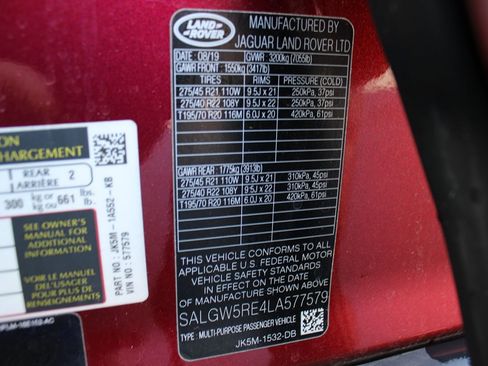 LAND ROVER
MANUFACTURED BY
JAGUAR LAND ROVER LTD
DATE : 08/19 GVWR 3200kg (7055lb)
GAWR FRONT 1550kg (3417lb)
TIRES RIMS PRESSURE (COLD)
275/45 R21 110W 9.5J x 21 250kPa, 37psi
275/40 R22 108Y 9.5J x 22 250kPa, 37psi
T195/70 R20 116M 6.0J x 20 420kPa, 61psi
GAWR REAR 1775kg (3913lb)
275/45 R21 110W 9.5J x 21 310kPa, 45psi
275/40 R22 108Y 9.5J x 22 310kPa, 45psi
T195/70 R20 116M 6.0J x 20 420kPa, 61psi
THIS VEHICLE CONFORMS TO ALL
APPLICABLE U.S. FEDERAL MOTOR
VEHICLE SAFETY STANDARDS
IN EFFECT ON THE DATE
OF MANUFACTURE SHOWN ABOVE
SALGW5RE4LA577579
TYPE: MULTI-PURPOSE PASSENGER VEHICLE
JK5M-1532-DB
ON
CHARGEMENT
REAR
ARRIÈRE 2
300 kg or kg ou 661 lbs. lb.
SEE OWNER'S
MANUAL FOR
ADDITIONAL
INFORMATION
VOIR LE MANUEL
DE L'USAGER
POUR PLUS DE
RENSEIGNEMENTS
PART NO : JK5M - 1A552 - KB
VIN NO : 577579